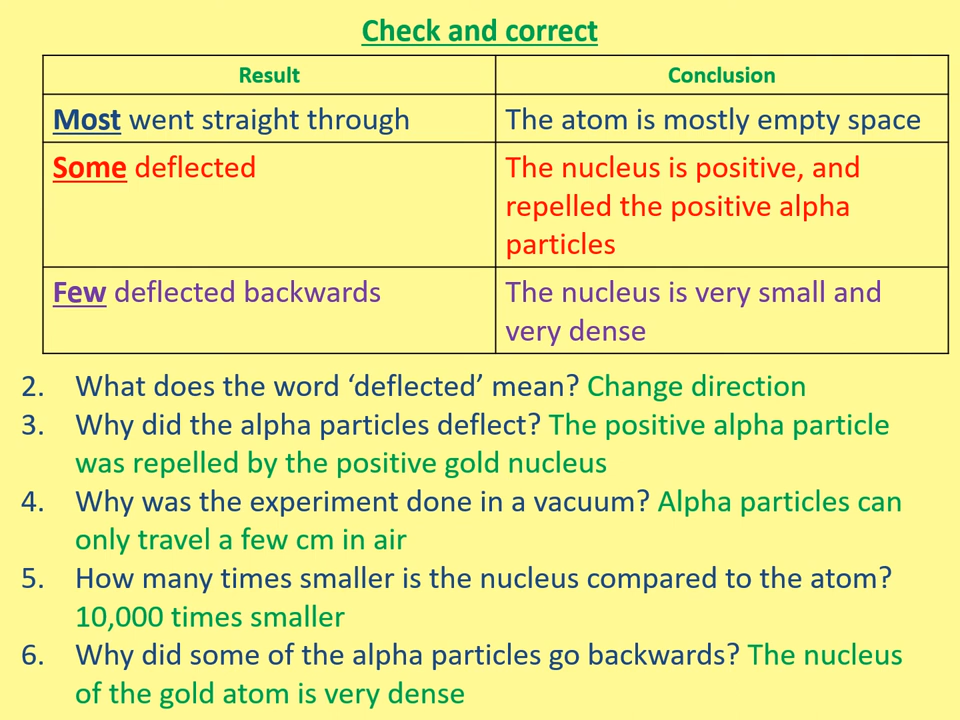 Check and correct
Result
Conclusion
Most went straight through
The atom is mostly empty space
Some deflected
The nucleus is positive, and
repelled the positive alpha
particles
Few deflected backwards
The nucleus is very small and
very dense
2. What does the word ‘deflected’ mean? Change direction
3. Why did the alpha particles deflect? The positive alpha particle
was repelled by the positive gold nucleus
4. Why was the experiment done in a vacuum? Alpha particles can
only travel a few cm in air
5. How many times smaller is the nucleus compared to the atom?
10,000 times smaller
6. Why did some of the alpha particles go backwards? The nucleus
of the gold atom is very dense